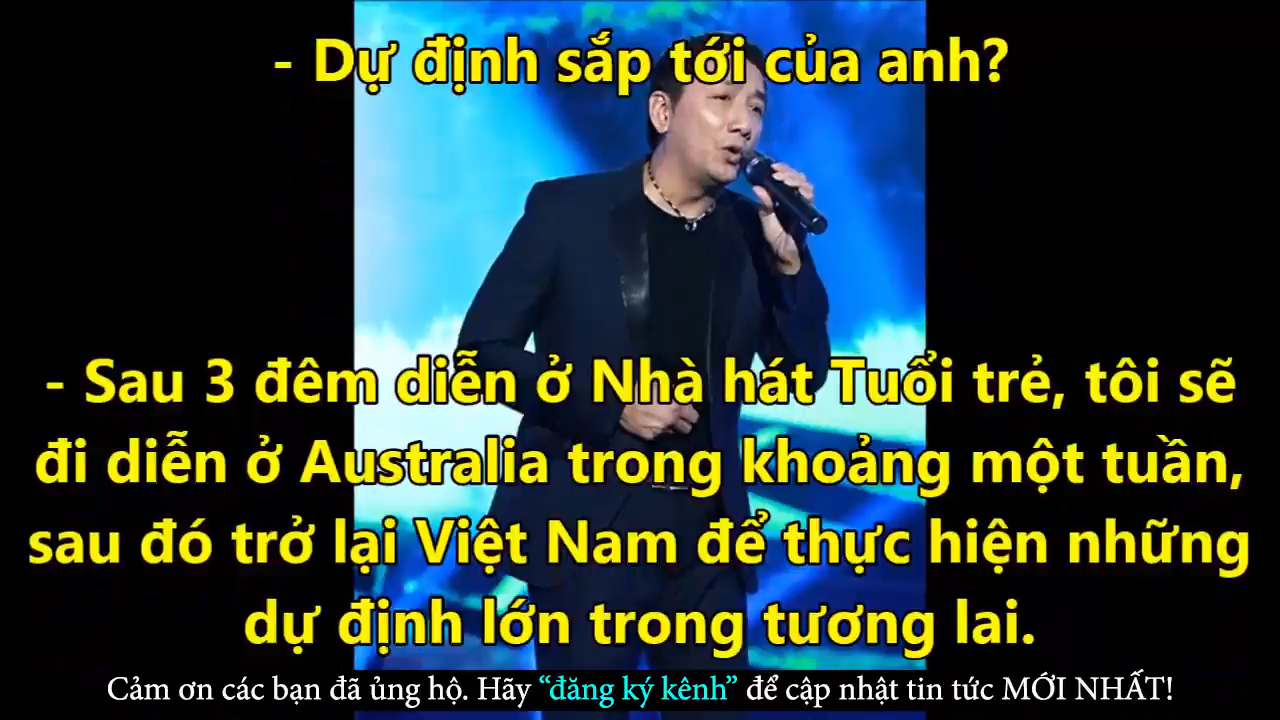 - Dự định sắp tới của anh?
- Sau 3 đêm diễn ở Nhà hát Tuổi trẻ, tôi sẽ
đi diễn ở Australia trong khoảng một tuần,
sau đó trở lại Việt Nam để thực hiện những
dự định lớn trong tương lai.
Cảm ơn các bạn đã ủng hộ. Hãy “đăng ký kênh” để cập nhật tin tức MỚI NHẤT!